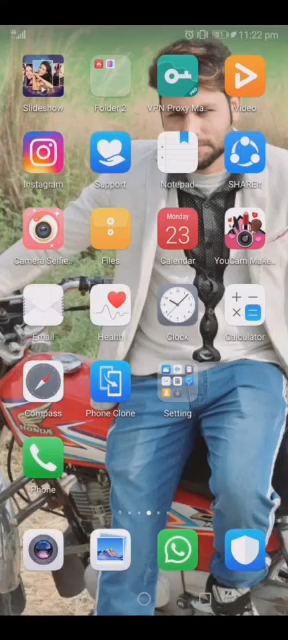 11:22 pm
Slideshow
Folder 2
VPN Proxy Ma..
Video
Instagram
Support
Notepad
SHAREit
Camera Selfie..
Files
Monday
23
Calendar
YouCam Make..
Email
Health
Clock
Calculator
Compass
Phone Clone
Setting
HONDA
Phone